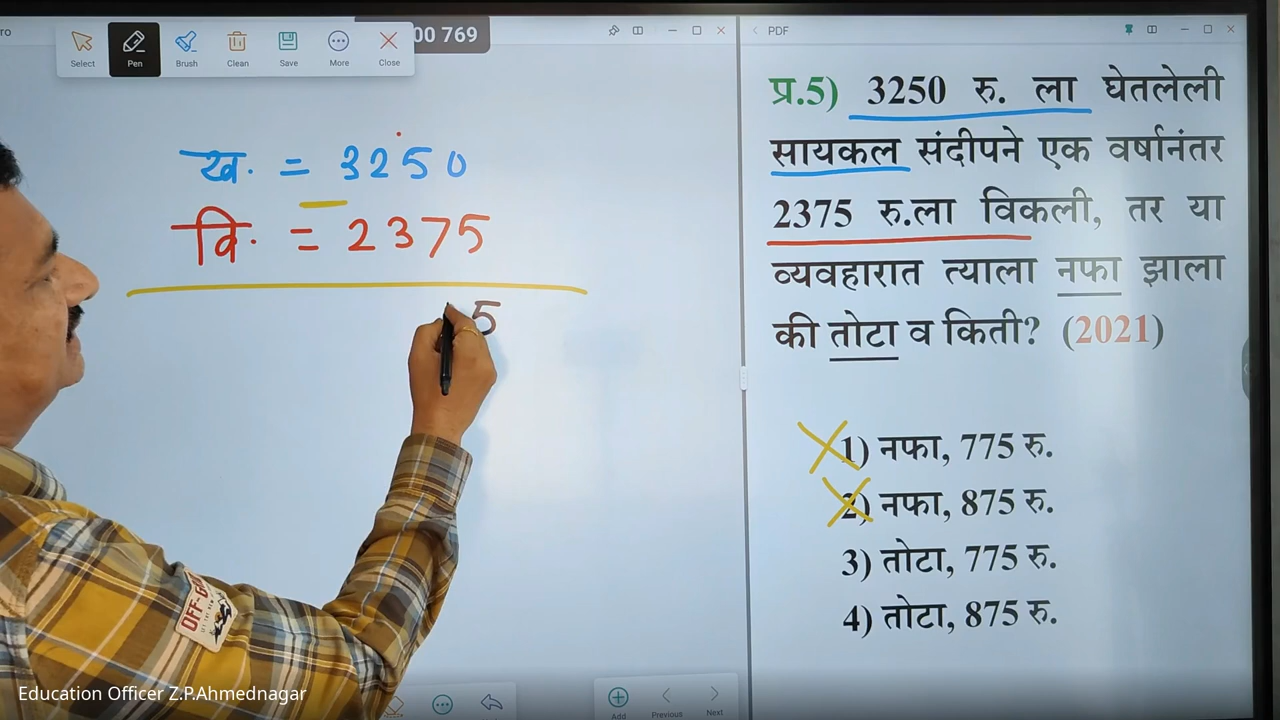 ro
Select
Pen
Brush
Clean
Save
More
Close
00 769
PDF
ख. = 3250
वि. = 2375
5
प्र.5) 3250 रु. ला घेतलेली
सायकल संदीपने एक वर्षानंतर
2375 रु.ला विकली, तर या
व्यवहारात त्याला नफा झाला
की तोटा व किती? (2021)
1) नफा, 775 रु.
2) नफा, 875 रु.
3) तोटा, 775 रु.
4) तोटा, 875 रु.
OFF-
Education Officer Z.P.Ahmednagar
Add
Previous
Next